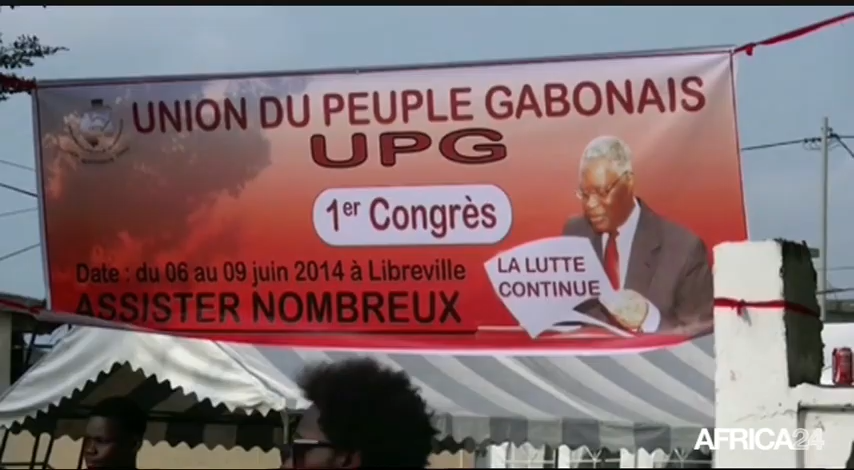 UNION DU PEUPLE GABONAIS
UPG
1er Congrès
Date : du 06 au 09 juin 2014 à Libreville
ASSISTER NOMBREUX
LA LUTTE
CONTINUE
AFRICA24